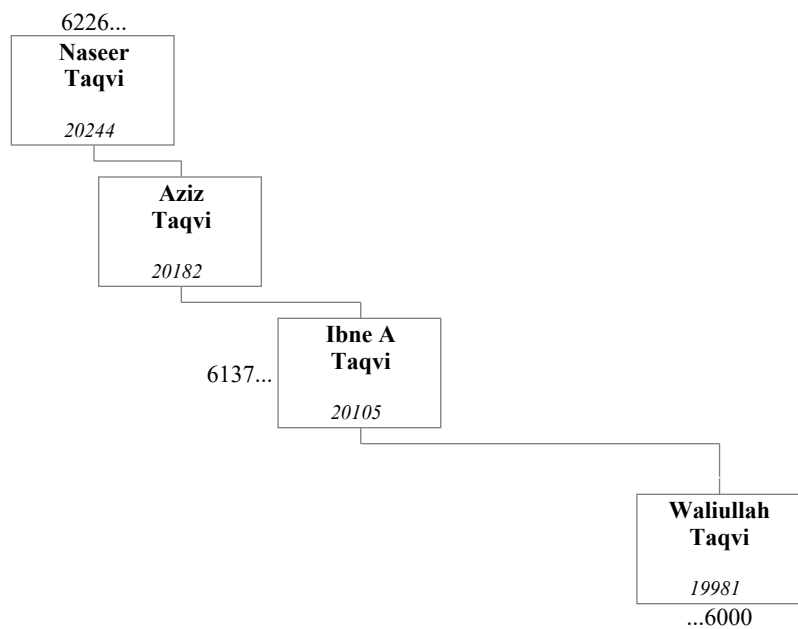 6226...
Naseer
Taqvi
20244
Aziz
Taqvi
20182
Ibne A
Taqvi
6137...
20105
Waliullah
Taqvi
19981
...6000